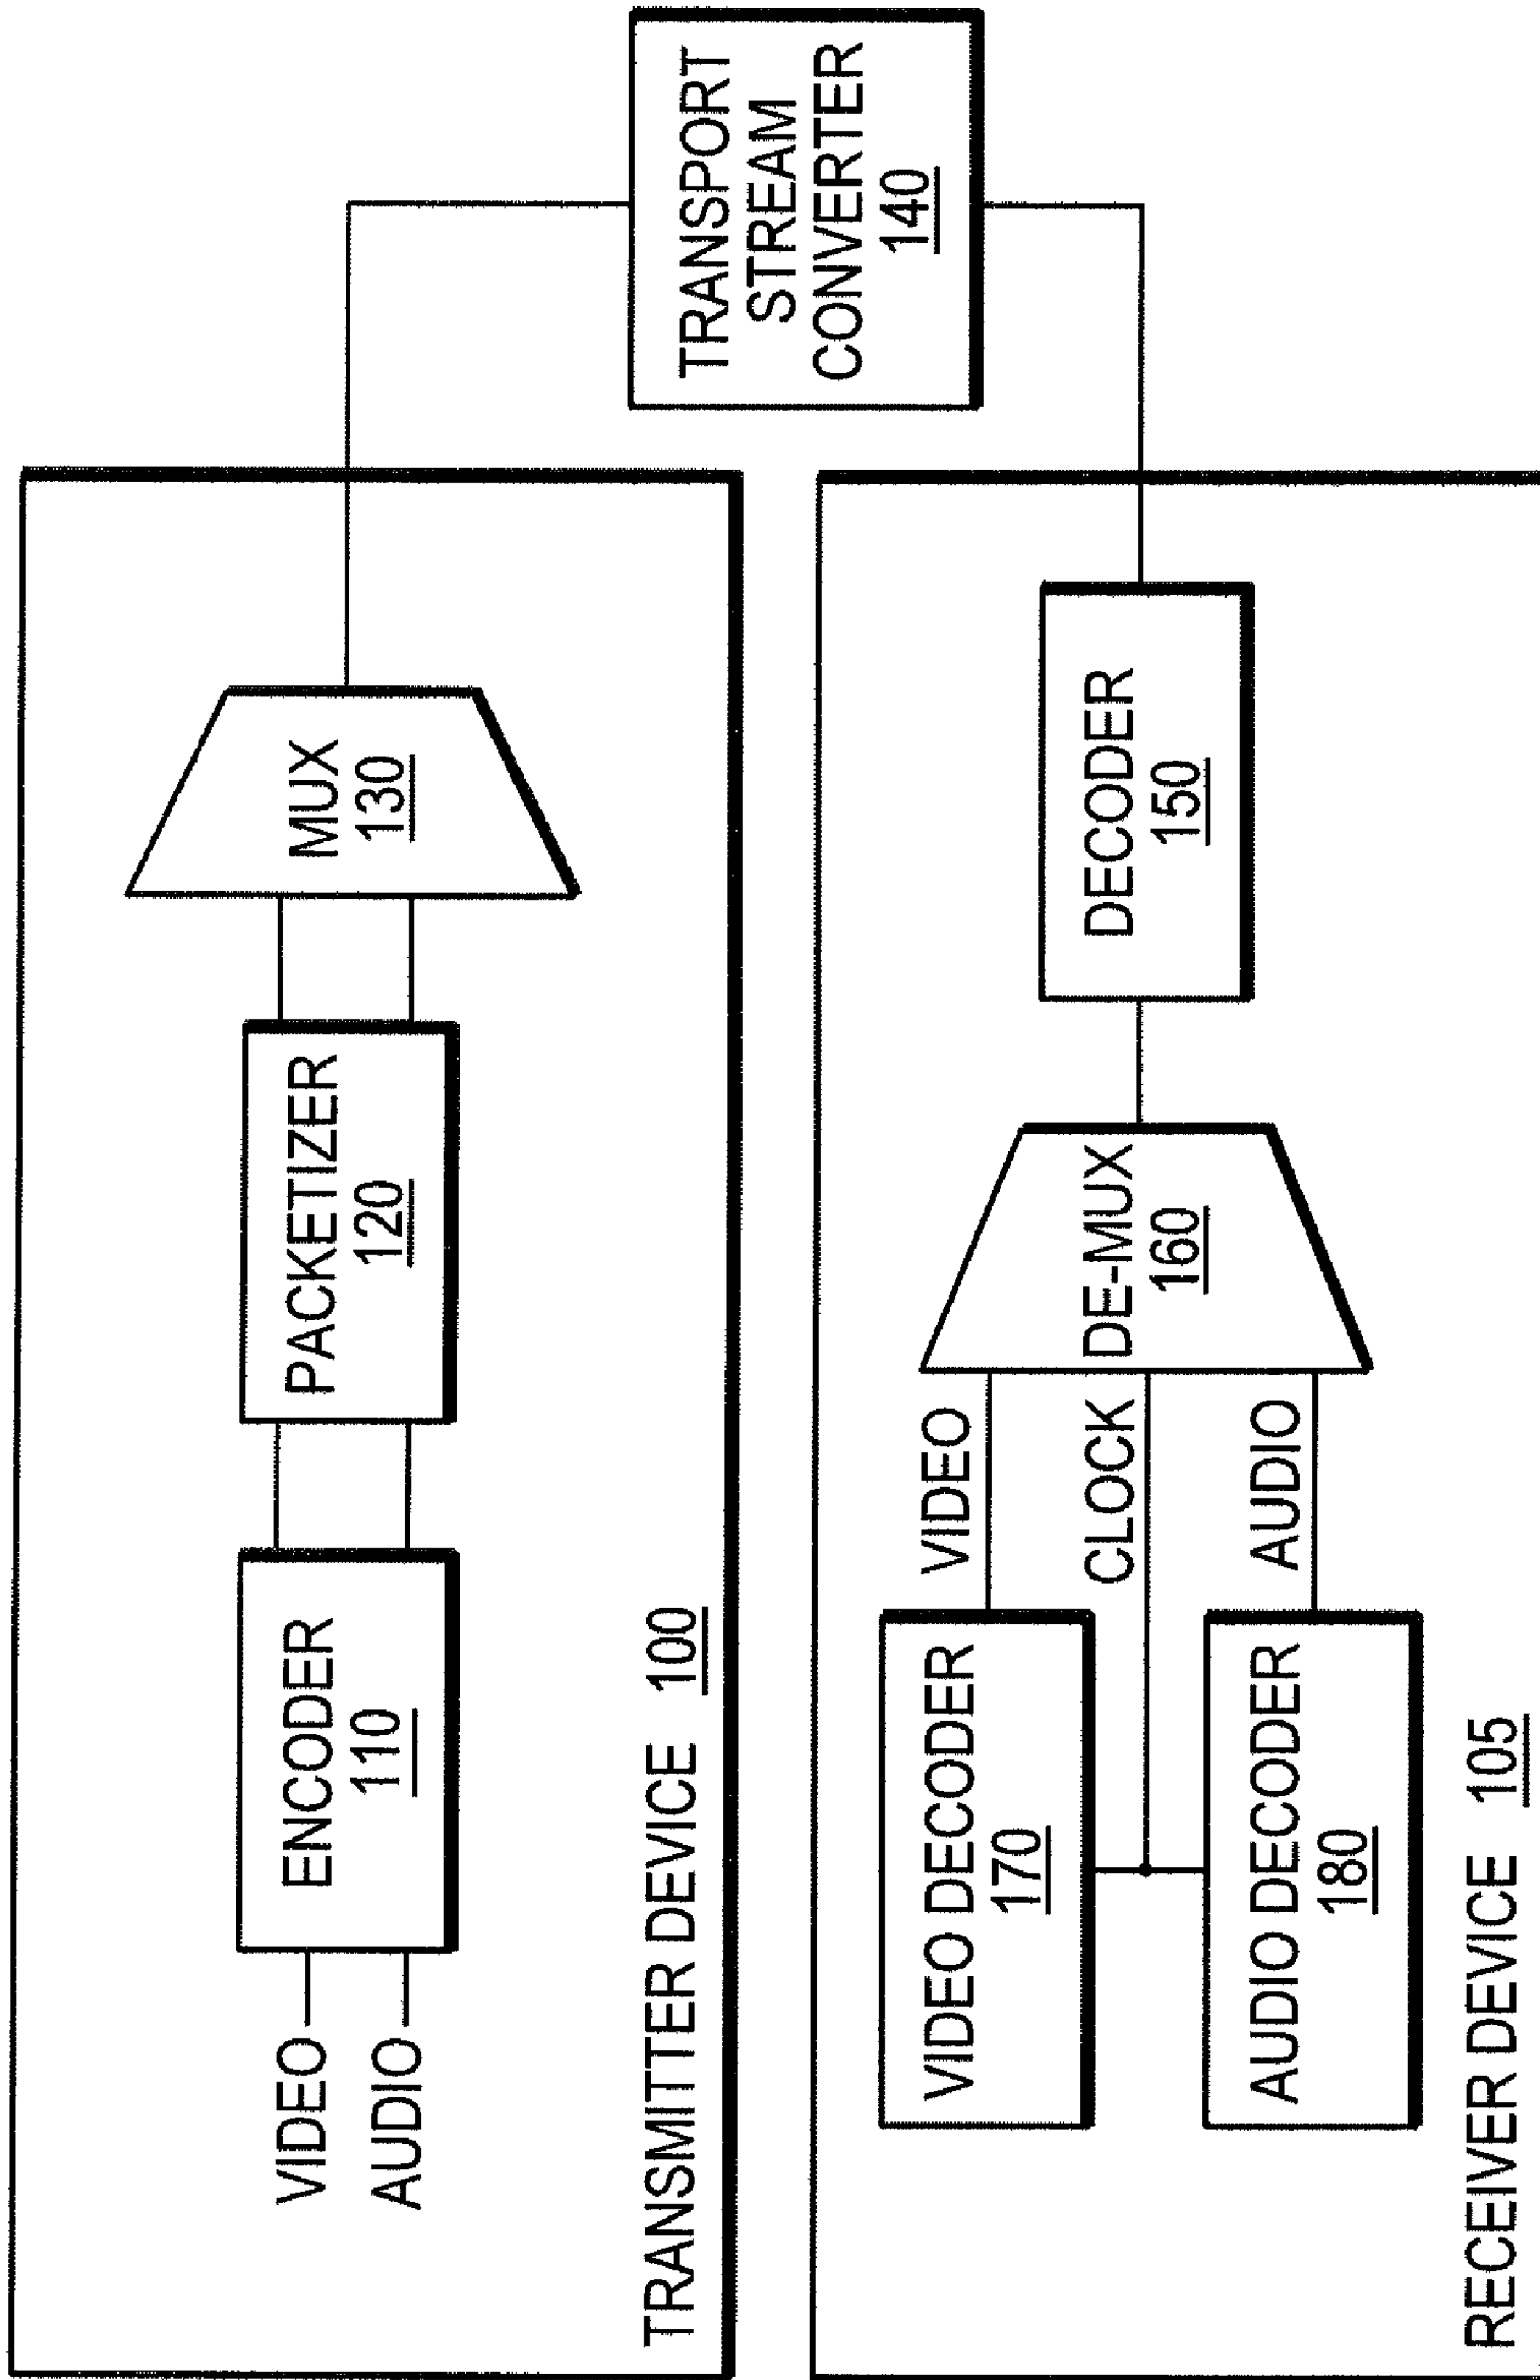 VIDEO
AUDIO
ENCODER
110
PACKETIZER
120
MUX
130
TRANSMITTER DEVICE 100
TRANSPORT
STREAM
CONVERTER
140
VIDEO DECODER
170
AUDIO DECODER
180
VIDEO
CLOCK
AUDIO
DE-MUX
160
DECODER
150
RECEIVER DEVICE 105